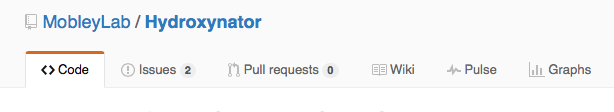 MobleyLab / Hydroxynator
Code Issues 2 Pull requests 0 Wiki Pulse Graphs